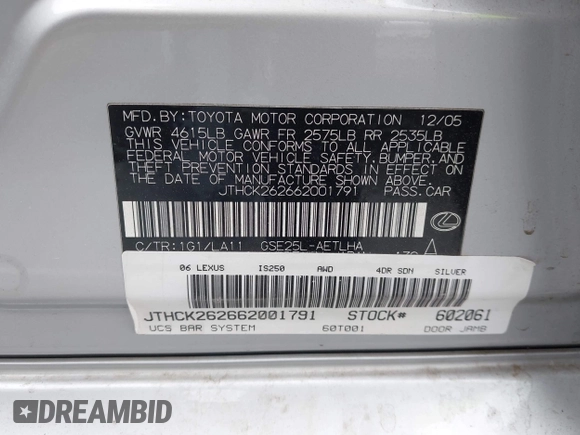 MFD. BY: TOYOTA MOTOR CORPORATION 12/05
GVWR 4615LB GAWR FR 2575LB RR 2535LB
THIS VEHICLE CONFORMS TO ALL APPLICABLE
FEDERAL MOTOR VEHICLE SAFETY, BUMPER, AND
THEFT PREVENTION STANDARDS IN EFFECT ON
THE DATE OF MANUFACTURE SHOWN ABOVE.
JTHCK262662001791 PASS. CAR
C/TR: 1G1/LA11 GSE25L-AETLHA
06 LEXUS IS250 AWD 4DR SDN SILVER
JTHCK262662001791 STOCK# 602061
UCS BAR SYSTEM 60T001 DOOR JAMB
DREAMBID